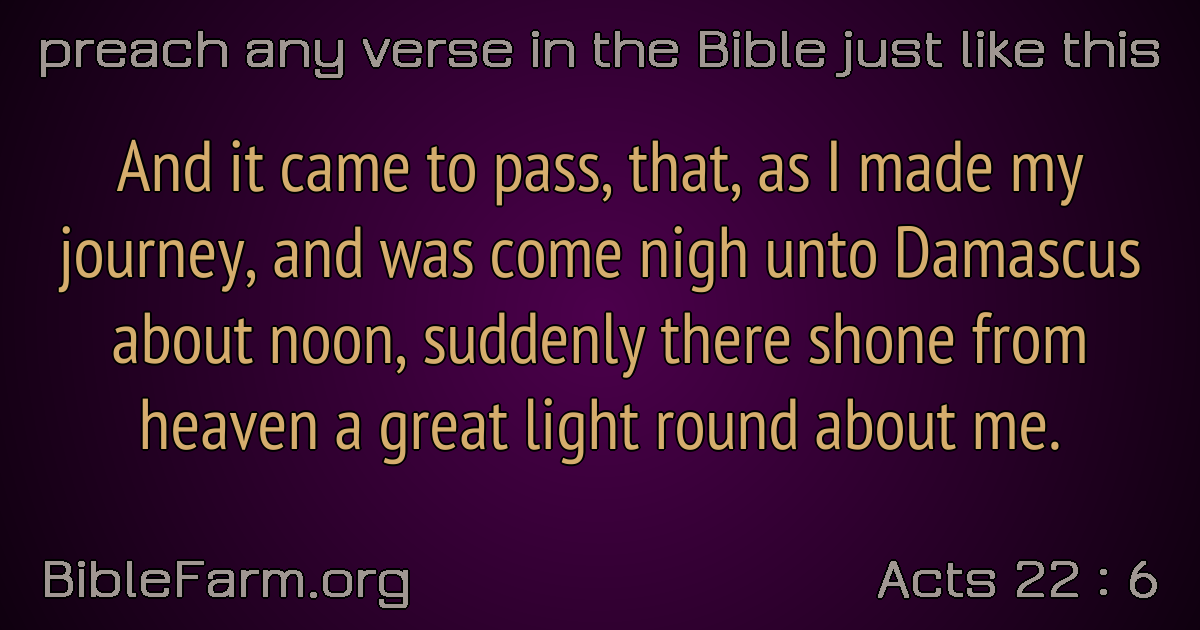 preach any verse in the Bible just like this
And it came to pass, that, as I made my
journey, and was come nigh unto Damascus
about noon, suddenly there shone from
heaven a great light round about me.
BibleFarm.org
Acts 22 : 6